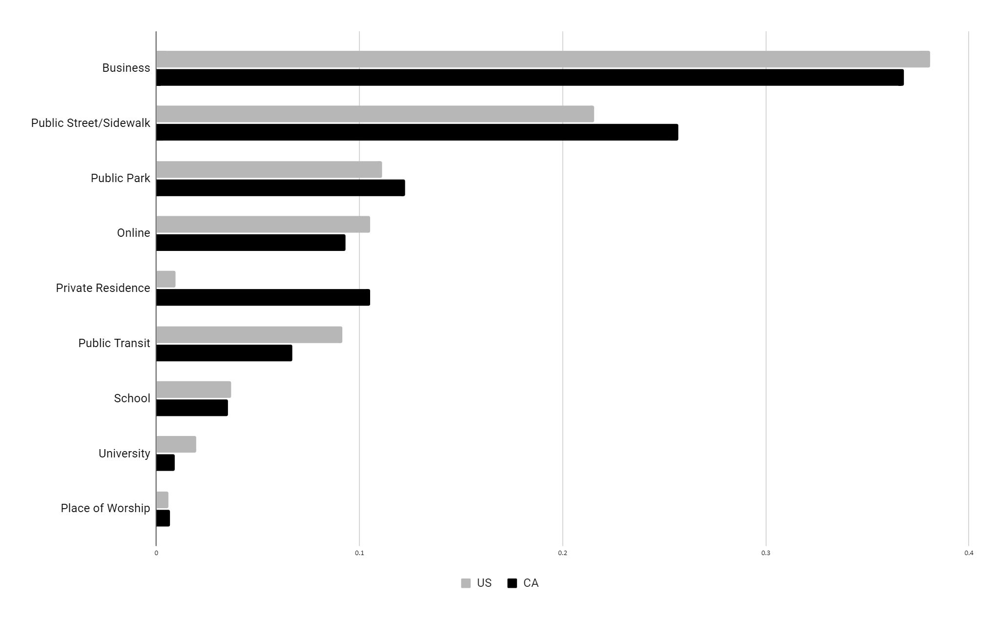 Business
Public Street/Sidewalk
Public Park
Online
Private Residence
Public Transit
School
University
Place of Worship
0 0.1 0.2 0.3 0.4
US CA